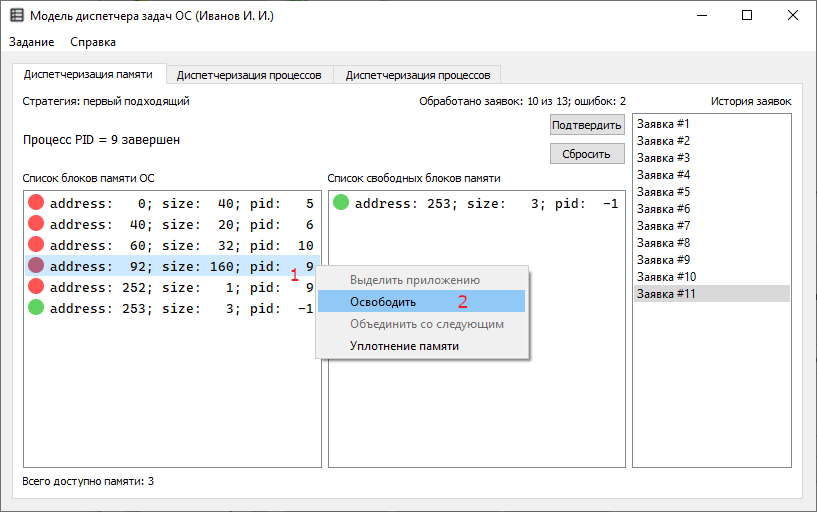 Модель диспетчера задач ОС (Иванов И. И.)
Задание Справка
Диспетчеризация памяти Диспетчеризация процессов Диспетчеризация процессов
Стратегия: первый подходящий Обработано заявок: 10 из 13; ошибок: 2
Процесс PID = 9 завершен
Подтвердить
Сбросить
Список блоков памяти ОС
address: 0; size: 40; pid: 5
address: 40; size: 20; pid: 6
address: 60; size: 32; pid: 10
address: 92; size: 160; pid: 9
address: 252; size: 1; pid: 9
address: 253; size: 3; pid: -1
1
Выделить приложению
Освободить 2
Объединить со следующим
Уплотнение памяти
Список свободных блоков памяти
address: 253; size: 3; pid: -1
История заявок
Заявка #1
Заявка #2
Заявка #3
Заявка #4
Заявка #5
Заявка #6
Заявка #7
Заявка #8
Заявка #9
Заявка #10
Заявка #11
Всего доступно памяти: 3